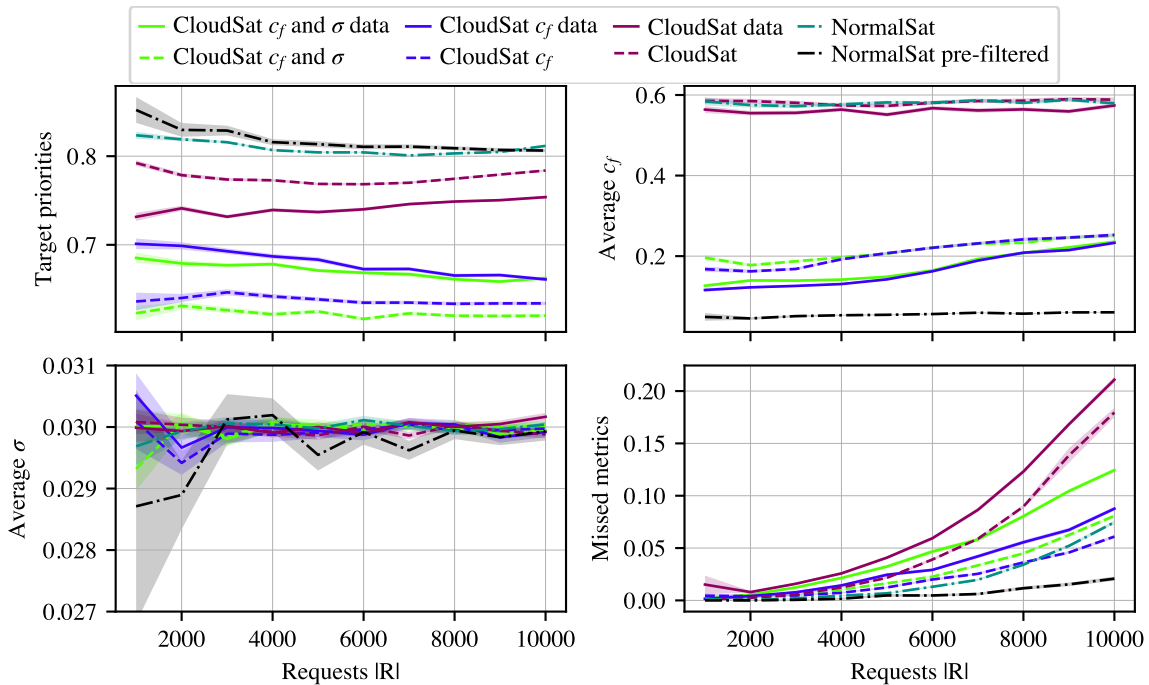 CloudSat c_f and σ data
CloudSat c_f data
CloudSat data
NormalSat
CloudSat c_f and σ
CloudSat c_f
CloudSat
NormalSat pre-filtered
Target priorities
0.8
0.7
Average c_f
0.6
0.4
0.2
Average σ
0.031
0.030
0.029
0.028
0.027
2000 4000 6000 8000 10000
Requests |R|
Missed metrics
0.20
0.15
0.10
0.05
0.00
2000 4000 6000 8000 10000
Requests |R|